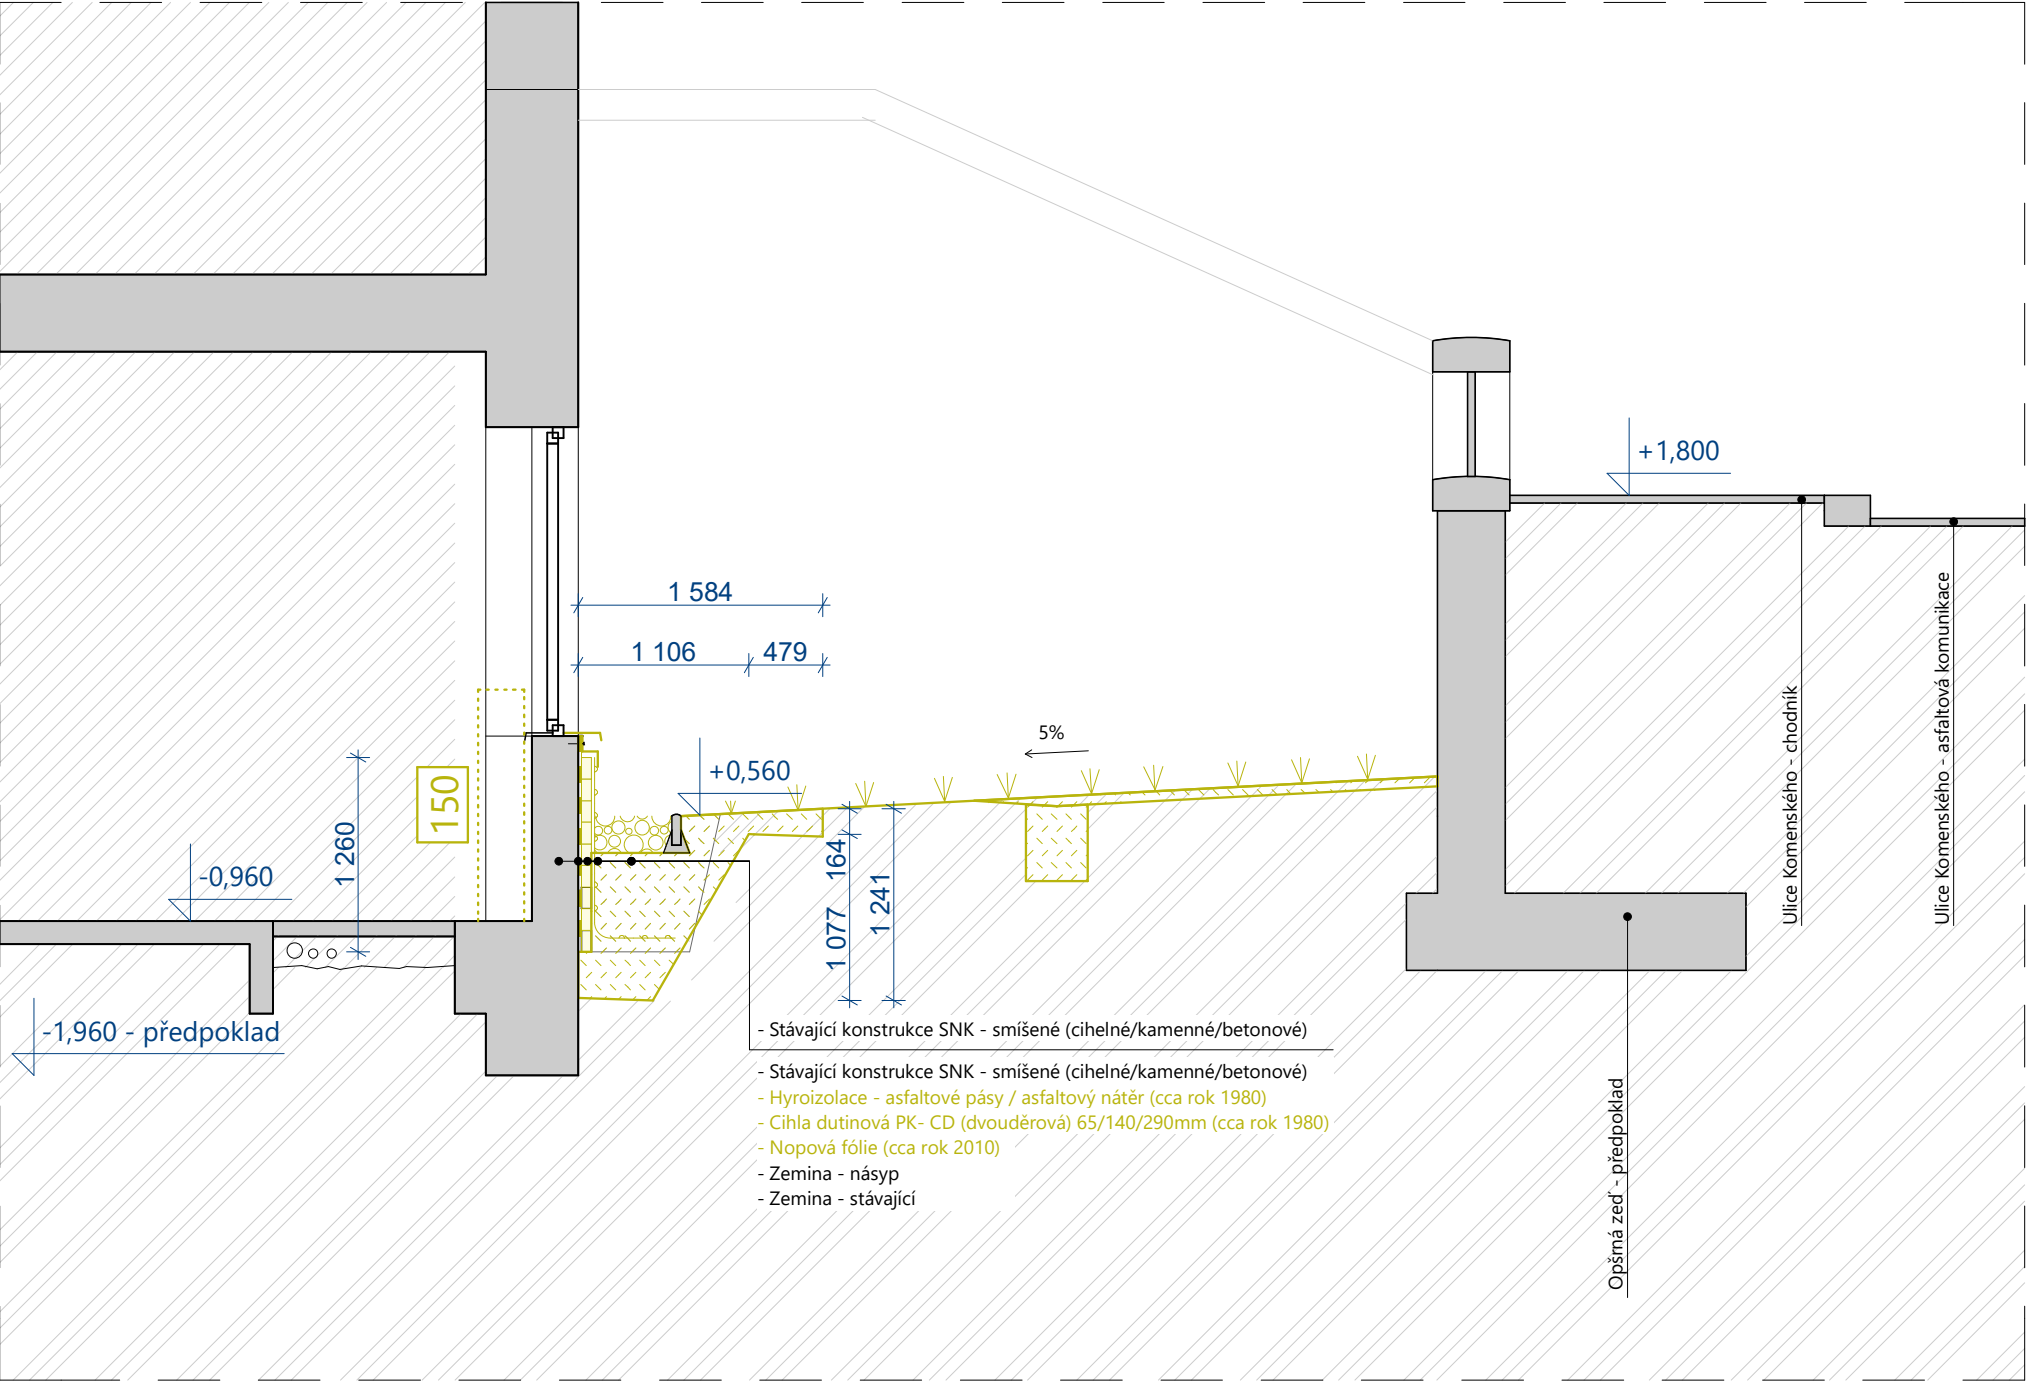 +1,800
1 584
1 106
479
5%
+0,560
150
1 260
-0,960
164
1 077
1 241
-1,960 - předpoklad
- Stávající konstrukce SNK - smíšené (cihelné/kamenné/betonové)
- Stávající konstrukce SNK - smíšené (cihelné/kamenné/betonové)
- Hyroizolace - asfaltové pásy / asfaltový nátěr (cca rok 1980)
- Cihla dutinová PK- CD (dvouděrová) 65/140/290mm (cca rok 1980)
- Nopová fólie (cca rok 2010)
- Zemina - násyp
- Zemina - stávající
Ulice Komenského - chodník
Ulice Komenského - asfaltová komunikace
Opšrná zeď - předpoklad